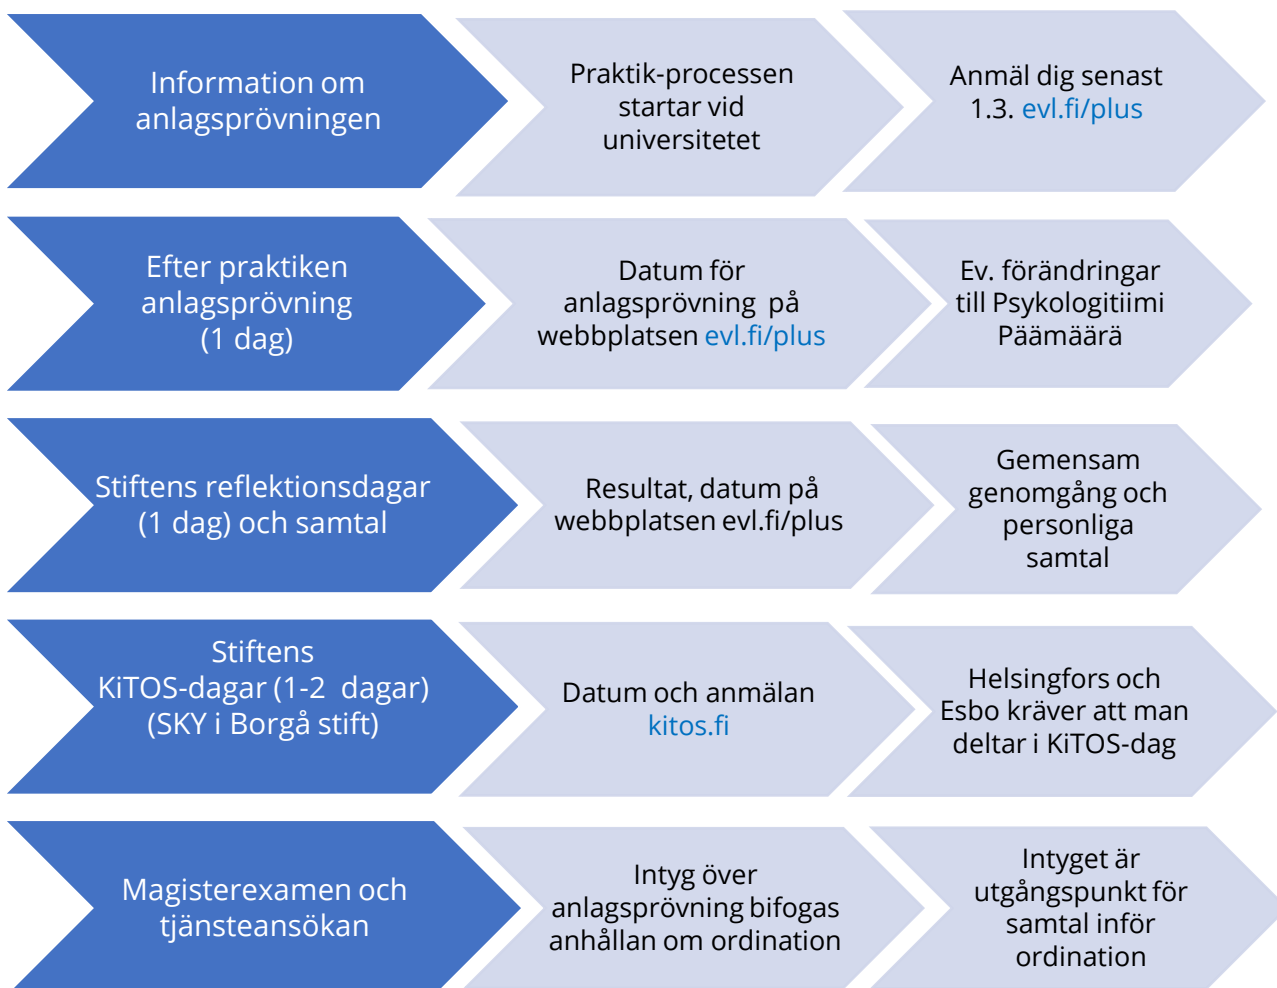 Information om
anlagsprövningen
Praktik-processen
startar vid
universitetet
Anmäl dig senast
1.3. evl.fi/plus
Efter praktiken
anlagsprövning
(1 dag)
Datum för
anlagsprövning på
webbplatsen evl.fi/plus
Ev. förändringar
till Psykologitiimi
Päämäärä
Stiftens reflektionsdagar
(1 dag) och samtal
Resultat, datum på
webbplatsen evl.fi/plus
Gemensam
genomgång och
personliga
samtal
Stiftens
KiTOS-dagar (1-2 dagar)
(SKY i Borgå stift)
Datum och anmälan
kitos.fi
Helsingfors och
Esbo kräver att man
deltar i KiTOS-dag
Magisterexamen och
tjänsteansökan
Intyg över
anlagsprövning bifogas
anhållan om ordination
Intyget är
utgångspunkt för
samtal inför
ordination